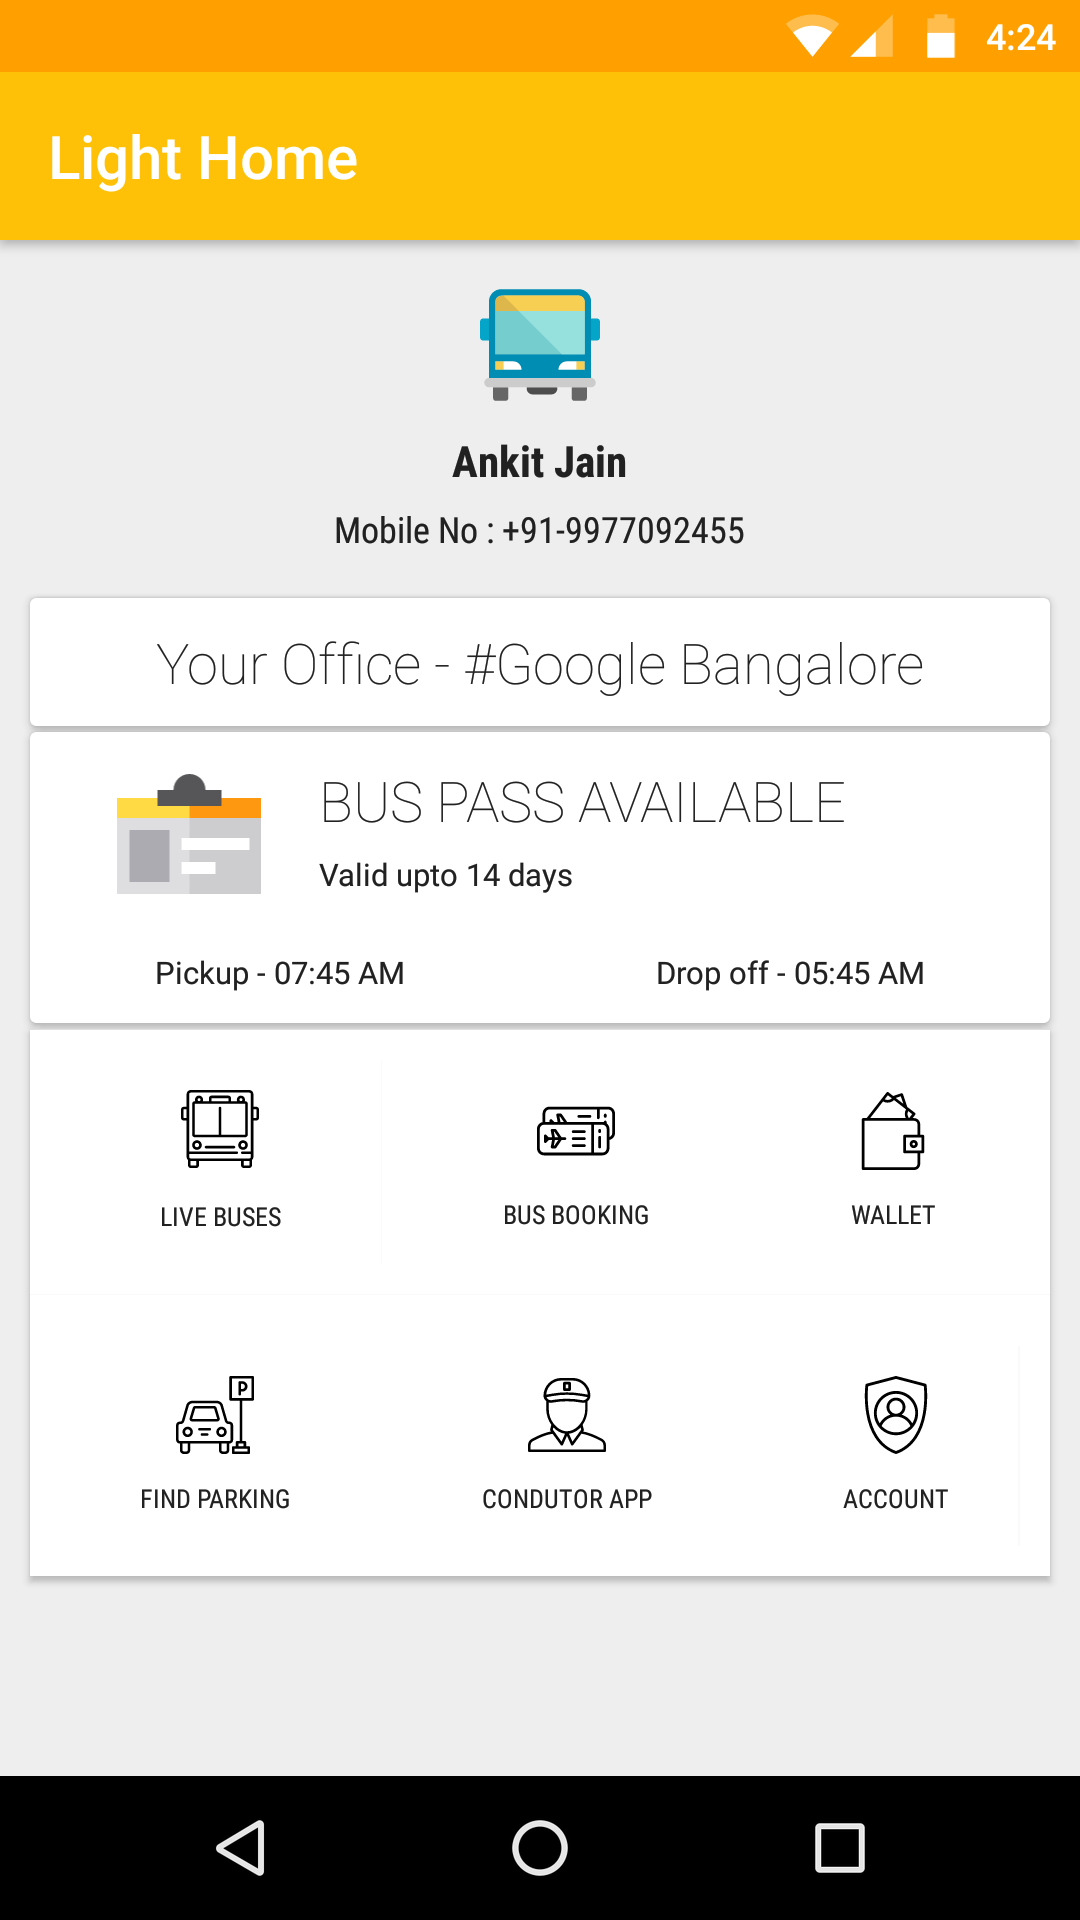 4:24
Light Home
Ankit Jain
Mobile No : +91-9977092455
Your Office - #Google Bangalore
BUS PASS AVAILABLE
Valid upto 14 days
Pickup - 07:45 AM Drop off - 05:45 AM
LIVE BUSES BUS BOOKING WALLET
P
FIND PARKING CONDUTOR APP ACCOUNT